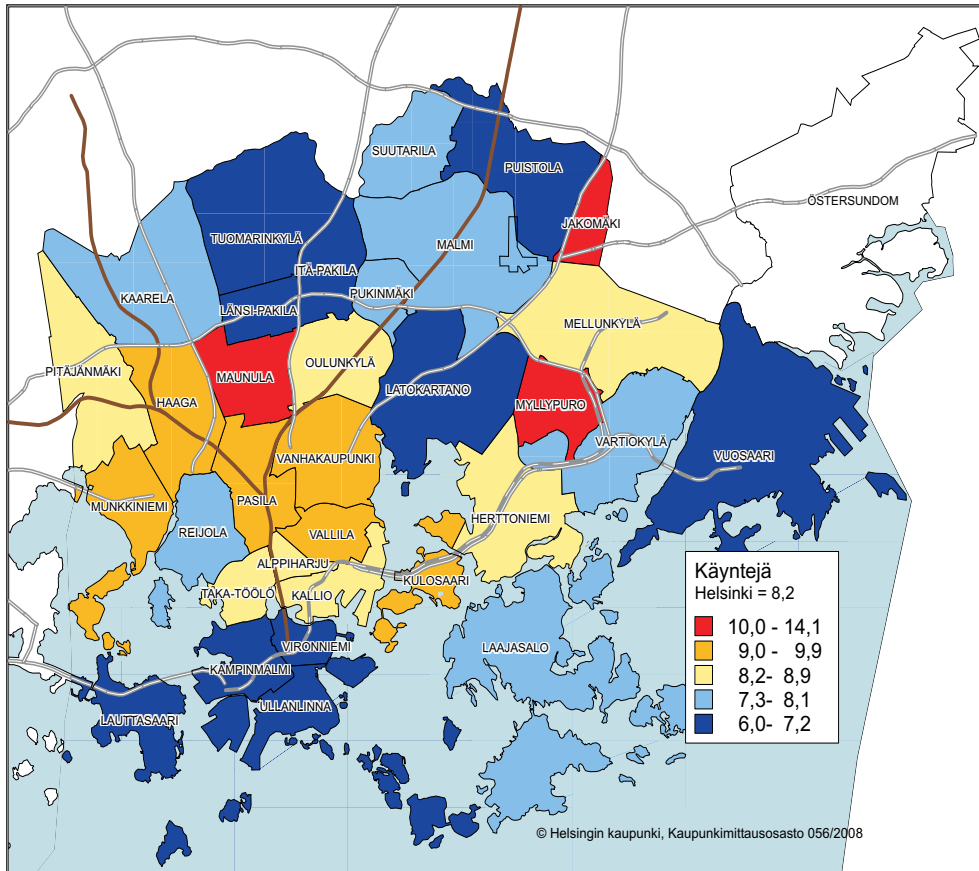 SUUTARILA
PUISTOLA
ÖSTERSUNDOM
JAKOMÄKI
TUOMARINKYLÄ
MALMI
ITÄ-PAKILA
KAARELA
PUKINMÄKI
LÄNSI-PAKILA
MELLUNKYLÄ
OULUNKYLÄ
PITÄJÄNMÄKI
MAUNULA
LATOKARTANO
HAAGA
MYLLYPURO
VARTIOKYLÄ
VANHAKAUPUNKI
VUOSAARI
PASILA
MUNKKINIEMI
HERTTONIEMI
REIJOLA
VALLILA
ALPPIHARJU
KULOSAARI
TAKA-TÖÖLÖ
KALLIO
VIRONNIEMI
LAAJASALO
KAMPINMALMI
ULLANLINNA
LAUTTASAARI
Käyntejä
Helsinki = 8,2
10,0 - 14,1
9,0 - 9,9
8,2- 8,9
7,3- 8,1
6,0- 7,2
© Helsingin kaupunki, Kaupunkimittausosasto 056/2008